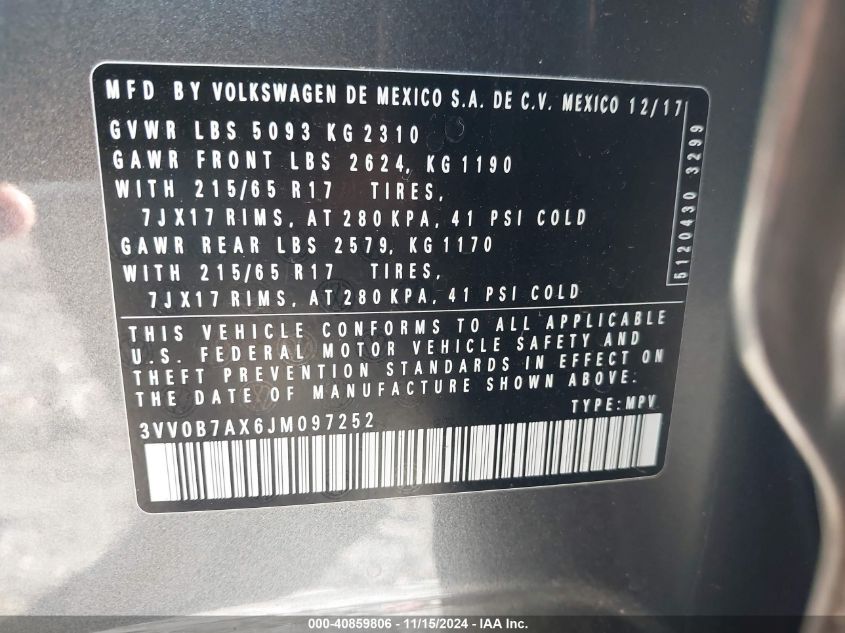 MFD BY VOLKSWAGEN DE MEXICO S.A. DE C.V. MEXICO 12/17
GVWR LBS 5093 KG 2310
GAWR FRONT LBS 2624, KG 1190
WITH 215/65 R17 TIRES,
7JX17 RIMS, AT 280 KPA, 41 PSI COLD
GAWR REAR LBS 2579, KG 1170
WITH 215/65 R17 TIRES,
7JX17 RIMS, AT 280 KPA, 41 PSI COLD
5120430 3299
THIS VEHICLE CONFORMS TO ALL APPLICABLE
U.S. FEDERAL MOTOR VEHICLE SAFETY AND
THEFT PREVENTION STANDARDS IN EFFECT ON
THE DATE OF MANUFACTURE SHOWN ABOVE.
TYPE: MPV
3VV0B7AX6JM097252
000-40859806 - 11/15/2024 - IAA Inc.